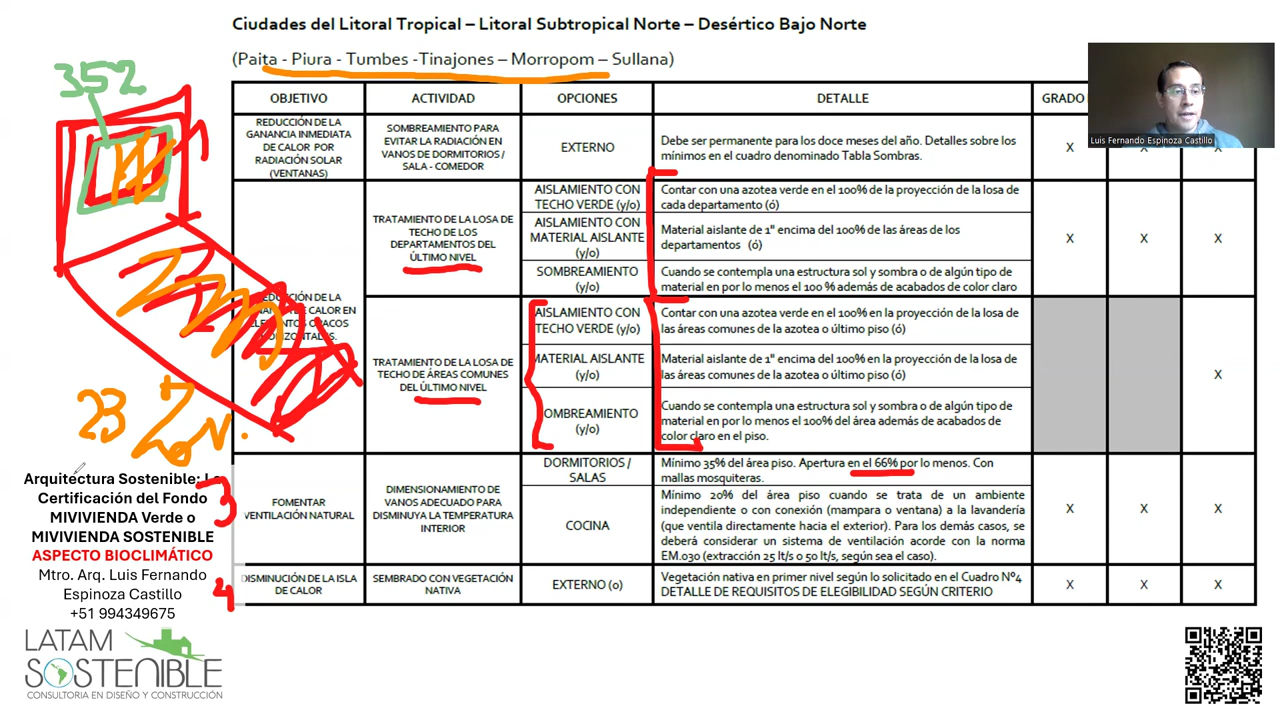 Ciudades del Litoral Tropical – Litoral Subtropical Norte – Desértico Bajo Norte
(Paita - Piura - Tumbes -Tinajones – Morropom – Sullana)
OBJETIVO
ACTIVIDAD
OPCIONES
DETALLE
GRADO
REDUCCIÓN DE LA
GANANCIA INMEDIATA
DE CALOR POR
RADIACIÓN SOLAR
(VENTANAS)
SOMBREAMIENTO PARA
EVITAR LA RADIACIÓN EN
VANOS DE DORMITORIOS /
SALA - COMEDOR
EXTERNO
Debe ser permanente para los doce meses del año. Detalles sobre los
mínimos en el cuadro denominado Tabla Sombras.
X
X
X
Luis Fernando Espinoza Castillo
TRATAMIENTO DE LA LOSA DE
TECHO DE LOS
DEPARTAMENTOS DEL
ÚLTIMO NIVEL
AISLAMIENTO CON
TECHO VERDE (y/o)
Contar con una azotea verde en el 100% de la proyección de la losa de
cada departamento (ó)
AISLAMIENTO CON
MATERIAL AISLANTE
(y/o)
Material aislante de 1" encima del 100% de las áreas de los
departamentos (ó)
X
X
X
SOMBREAMIENTO
(y/o)
Cuando se contempla una estructura sol y sombra o de algún tipo de
material en por lo menos el 100 % además de acabados de color claro
DE LA
DE CALOR EN
TRATAMIENTO DE LA LOSA DE
TECHO DE ÁREAS COMUNES
DEL ÚLTIMO NIVEL
AISLAMIENTO CON
TECHO VERDE (y/o)
Contar con una azotea verde en el 100% en la proyección de la losa de
las áreas comunes de la azotea o último piso (ó)
MATERIAL AISLANTE
(y/o)
Material aislante de 1" encima del 100% en la proyección de la losa de
las áreas comunes de la azotea o último piso (ó)
X
OMBREAMIENTO
(y/o)
Cuando se contempla una estructura sol y sombra o de algún tipo de
material en por lo menos el 100% del área además de acabados de
color claro en el piso.
FOMENTAR
VENTILACIÓN NATURAL
DIMENSIONAMIENTO DE
VANOS ADECUADO PARA
DISMINUYA LA TEMPERATURA
INTERIOR
DORMITORIOS /
SALAS
Mínimo 35% del área piso. Apertura en el 66% por lo menos. Con
mallas mosquiteras.
COCINA
Mínimo 20% del área piso cuando se trata de un ambiente
independiente o con conexión (mampara o ventana) a la lavandería
(que ventila directamente hacia el exterior). Para los demás casos, se
deberá considerar un sistema de ventilación acorde con la norma
EM.030 (extracción 25 lt/s o 50 lt/s, según sea el caso).
X
X
X
DISMINUCIÓN DE LA ISLA
DE CALOR
SEMBRADO CON VEGETACIÓN
NATIVA
EXTERNO (o)
Vegetación nativa en primer nivel según lo solicitado en el Cuadro N°4
DETALLE DE REQUISITOS DE ELEGIBILIDAD SEGÚN CRITERIO
X
X
X
352
23
3
4
Arquitectura Sostenible: La
Certificación del Fondo
MIVIVIENDA Verde o
MIVIVIENDA SOSTENIBLE
ASPECTO BIOCLIMÁTICO
Mtro. Arq. Luis Fernando
Espinoza Castillo
+51 994349675
LATAM
SOSTENIBLE
CONSULTORIA EN DISEÑO Y CONSTRUCCIÓN